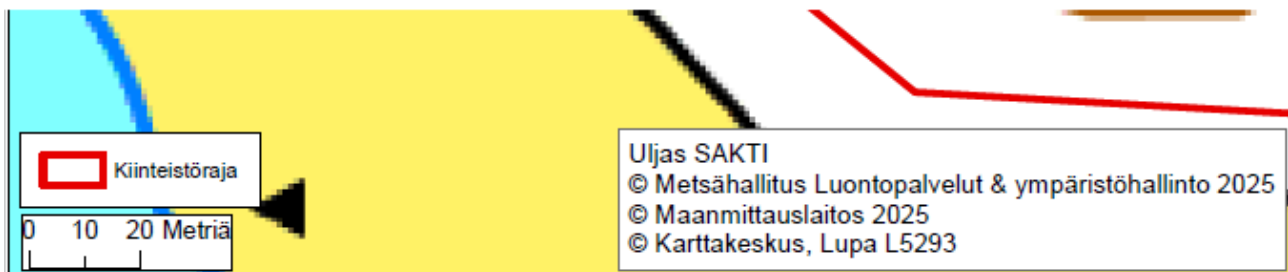 Kiinteistöraja
0 10 20 Metriä
Uljas SAKTI
© Metsähallitus Luontopalvelut & ympäristöhallinto 2025
© Maanmittauslaitos 2025
© Karttakeskus, Lupa L5293